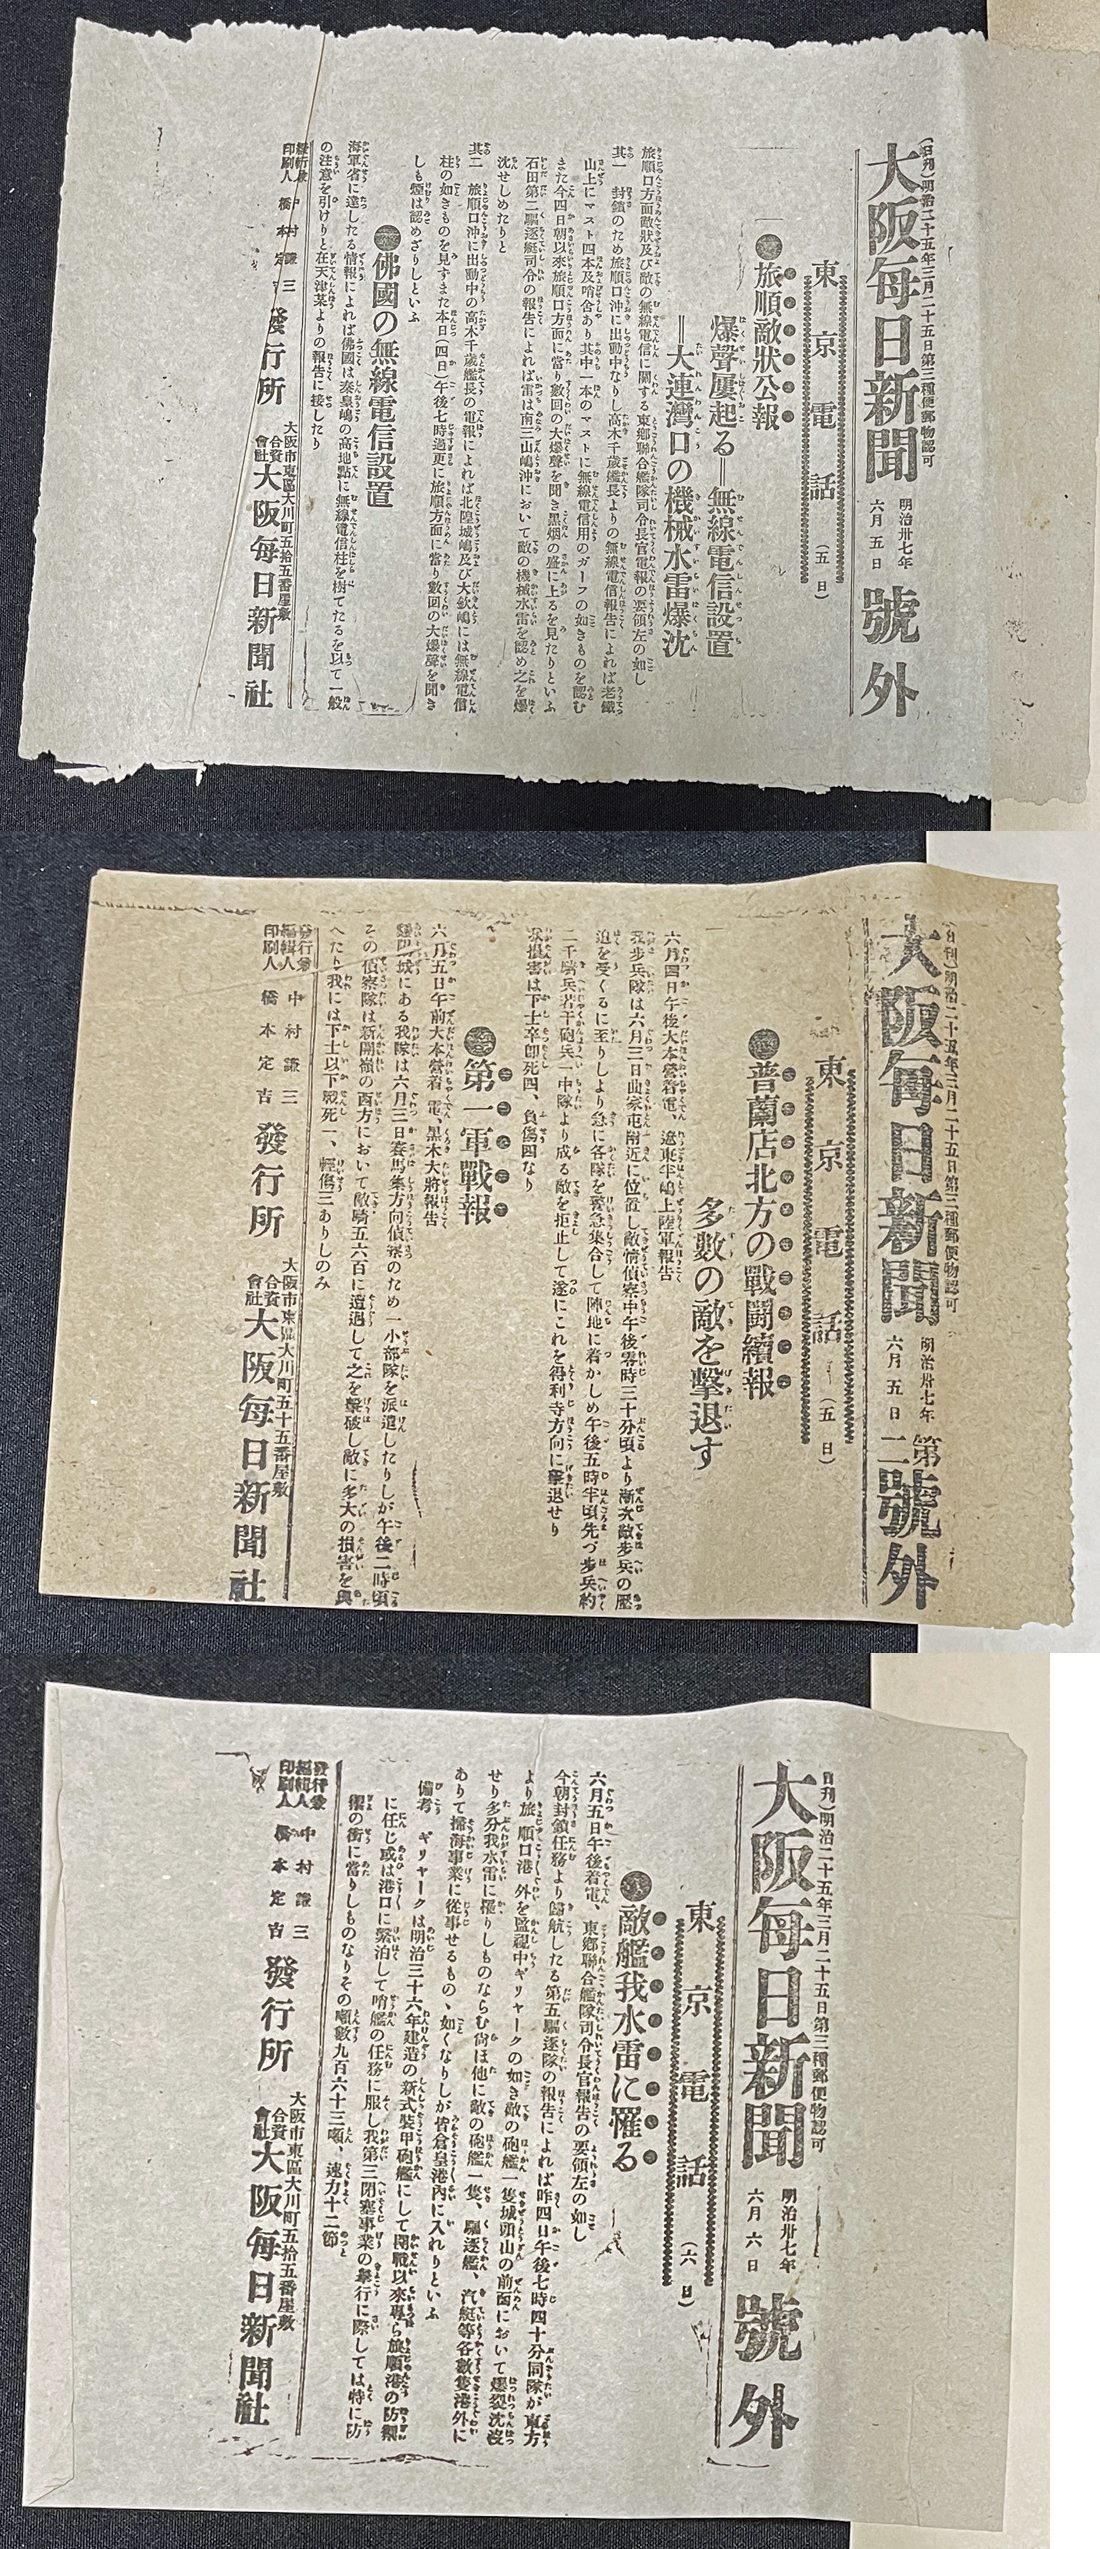 (日刊)明治二十五年三月二十五日第三種郵便物認可
大阪毎日新聞
明治卅七年
六月五日
號外
東京電話
(五日)
●旅順敵狀公報
爆聲屢起る=無線電信設置
=大連灣口の機械水雷爆沈
旅順口方面敵狀及び敵の無線電信に關する東鄕聯合艦隊司令長官電報の要領左の如し
其一 封鎖のため旅順口沖に出動中なりし高木千歲艦長よりの無線電信報告によれば老鐵
山上にマスト四本及哨舍あり其中一本のマストに無線電信用のガーフの如きものを認む
また今四日朝以來旅順口方面に當り數回の大爆聲を聞き黑烟の盛に上るを見たりといふ
石田第二驅逐艇司令の報告によれば雷は南三山嶋沖において敵の機械水雷を認め之を爆
沈せしめたりと
其二 旅順口沖に出動中の高木千歲艦長の電報によれば北隍城嶋及び大欽嶋には無線電信
柱の如きものを見すまた本日(四日)午後七時過更に旅順方面に當り數回の大爆聲を聞き
しも煙は認めざりしといふ
●佛國の無線電信設置
海軍省に達したる情報によれば佛國は秦皇嶋の高地點に無線電信柱を樹てたるを以て一般
の注意を引けりと在天津某よりの報告に接したり
中村謙三
印刷人 橋本定
發行所
大阪市東區大川町五拾五番屋敷
合資會社大阪毎日新聞社
(日刊)明治二十五年三月二十五日第三種郵便物認可
大阪毎日新聞
明治卅七年
六月五日
第二號外
東京電話
(五日)
●普蘭店北方の戰鬪續報
多數の敵を擊退す
六月四日午後大本營着電、遼東半嶋上陸軍報告
我步兵隊は六月三日曲家屯附近に位置し敵情偵察中午後零時三十分頃より漸次敵步兵の壓
迫を受くるに至りしより急に各隊を警急集合して陣地に着かしめ午後五時半頃先づ步兵約
二千騎兵若干砲兵一中隊より成る敵を拒止して遂にこれを得利寺方向に擊退せり
我損害は下士卒卽死四、負傷四なり
●第一軍戰報
六月五日午前大本營着電、黑木大將報告
城にある我隊は六月三日賽馬集方向偵察のため一小部隊を派遣したりしが午後二時頃
その偵察隊は新開嶺の西方において敵騎五六百に遭遇して之を擊破し敵に多大の損害を與
へたり我には下士以下戰死一、輕傷三ありしのみ
發行兼編輯人 中村謙三
印刷人 橋本定吉
發行所
大阪市東區大川町五十五番屋敷
合資會社大阪毎日新聞社
日刊)明治二十五年三月二十五日第三種郵便物認可
大阪毎日新聞
明治卅七年
六月六日
號外
東京電話
(六日)
●敵艦我水雷に罹る
六月五日午後着電、東鄕聯合艦隊司令長官報告の要領左の如し
今朝封鎖任務より歸航したる第五驅逐隊の報告によれば昨四日午後七時四十分同隊が東方
より旅順口港外を監視中ギリヤークの如き敵の砲艦一隻城頭山の前面において爆裂沈沒
せり多分我水雷に罹りしものならむ尙ほ他に敵の砲艦一隻、驅逐艦、汽艇等各數隻港外に
ありて掃海事業に從事せるもの、如くなりしが皆倉皇港內に入れりといふ
備考 ギリヤークは明治三十六年建造の新式裝甲砲艦にして開戰以來專ら旅順港の防禦
に任じ或は港口に繫泊して哨艦の任務に服し我第三閉塞事業の擧行に際しては特に防
禦の衝に當りしものなりその噸數九百六十三噸、速力十二節
發行兼編輯人 中村謙三
印刷人 橋本定吉
發行所
大阪市東區大川町五拾五番屋敷
合資會社大阪毎日新聞社